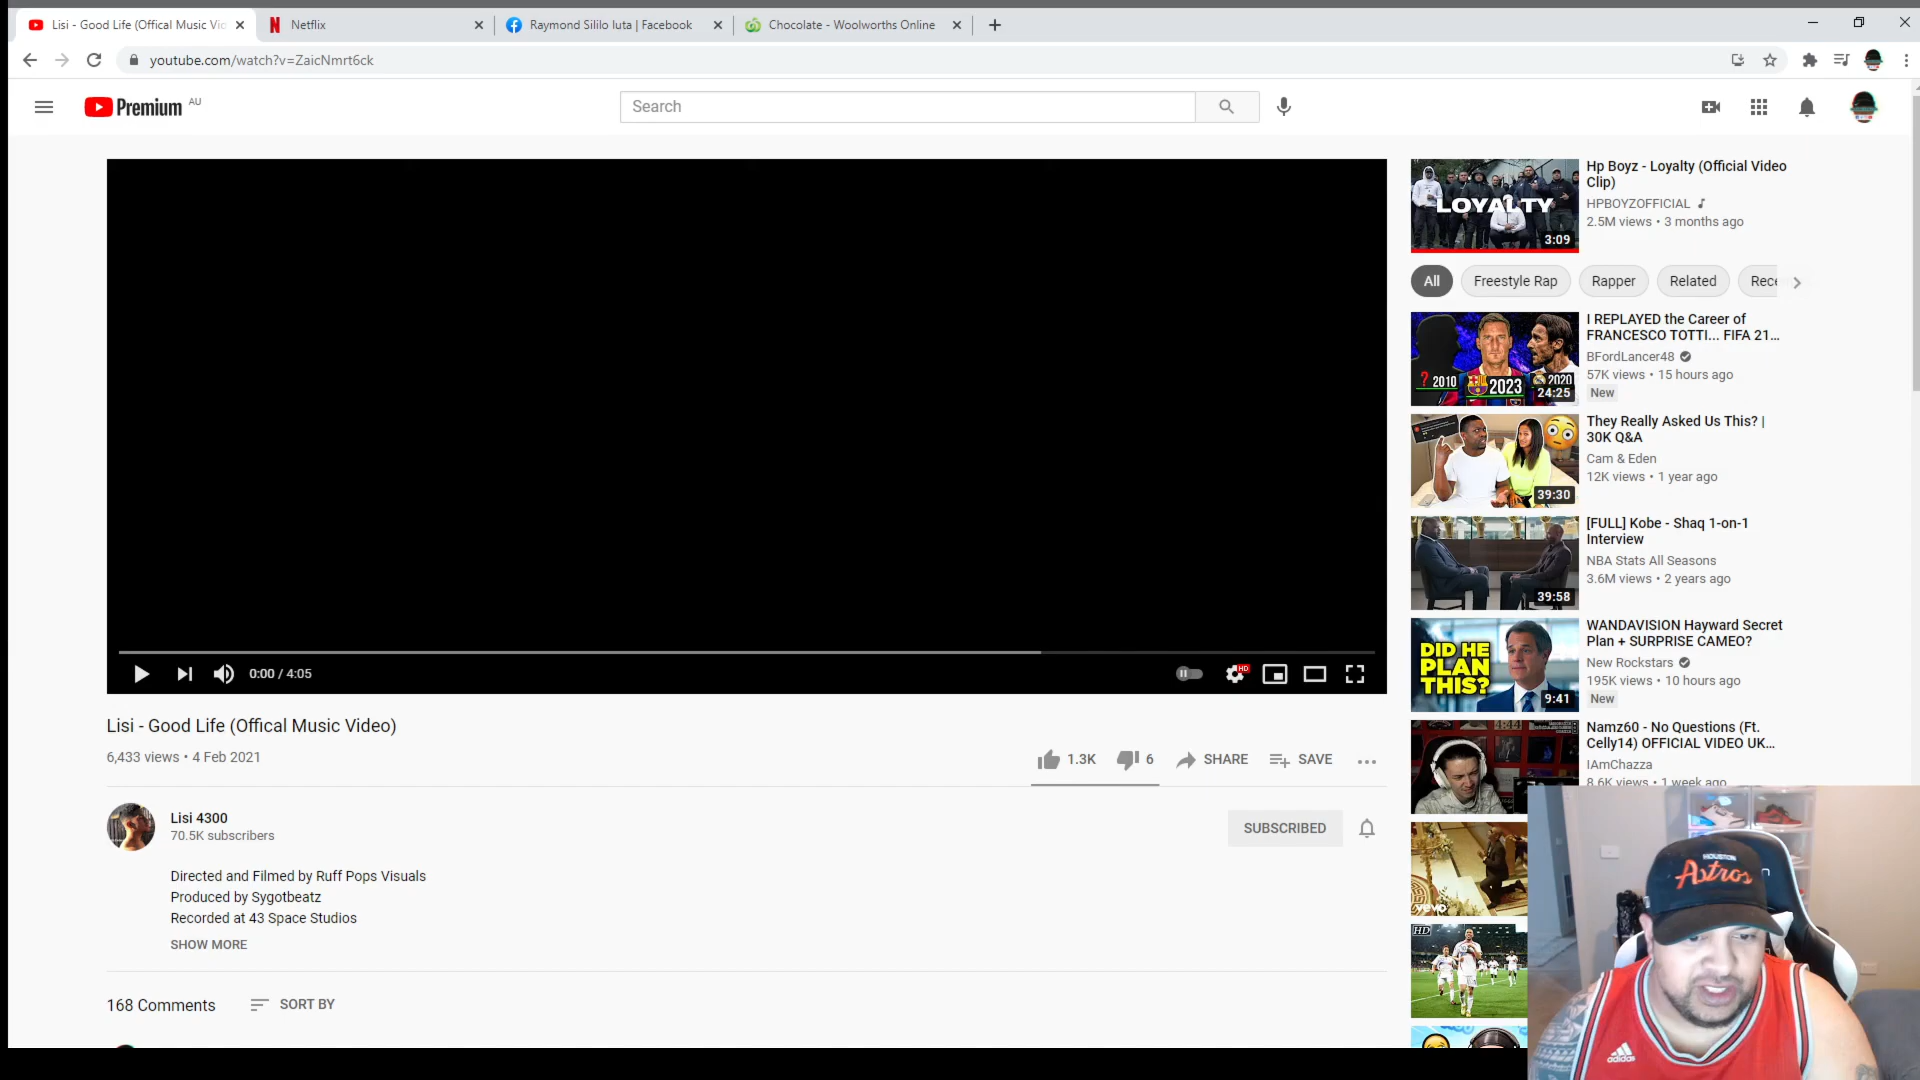 Lisi - Good Life (Offical Music Vic
Netflix
Raymond Sililo Iuta | Facebook
Chocolate - Woolworths Online
youtube.com/watch?v=ZaicNmrt6ck
Premium AU
Search
0:00 / 4:05
HD
Lisi - Good Life (Offical Music Video)
6,433 views • 4 Feb 2021
1.3K
6
SHARE
SAVE
Lisi 4300
70.5K subscribers
SUBSCRIBED
Directed and Filmed by Ruff Pops Visuals
Produced by Sygotbeatz
Recorded at 43 Space Studios
SHOW MORE
168 Comments
SORT BY
LOYALTY
3:09
Hp Boyz - Loyalty (Official Video
Clip)
HPBOYZOFFICIAL
2.5M views • 3 months ago
All
Freestyle Rap
Rapper
Related
Rece
? 2010
2023
2020
24:25
I REPLAYED the Career of
FRANCESCO TOTTI... FIFA 21...
BFordLancer48
57K views • 15 hours ago
New
39:30
They Really Asked Us This? |
30K Q&A
Cam & Eden
12K views • 1 year ago
39:58
[FULL] Kobe - Shaq 1-on-1
Interview
NBA Stats All Seasons
3.6M views • 2 years ago
DID HE
PLAN
THIS?
9:41
WANDAVISION Hayward Secret
Plan + SURPRISE CAMEO?
New Rockstars
195K views • 10 hours ago
New
Namz60 - No Questions (Ft.
Celly14) OFFICIAL VIDEO UK...
IAmChazza
8.6K views • 1 week ago
vevo
HD
HOUSTON
Astros
adidas